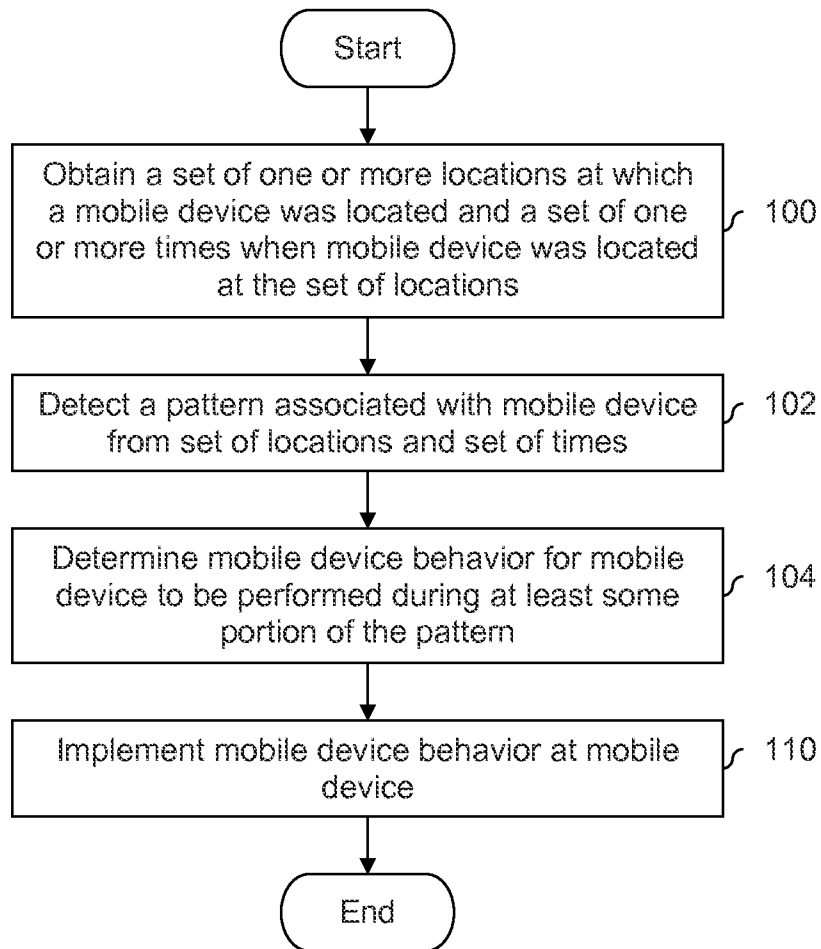 Start
Obtain a set of one or more locations at which
a mobile device was located and a set of one
or more times when mobile device was located
at the set of locations
100
Detect a pattern associated with mobile device
from set of locations and set of times
102
Determine mobile device behavior for mobile
device to be performed during at least some
portion of the pattern
104
Implement mobile device behavior at mobile
device
110
End